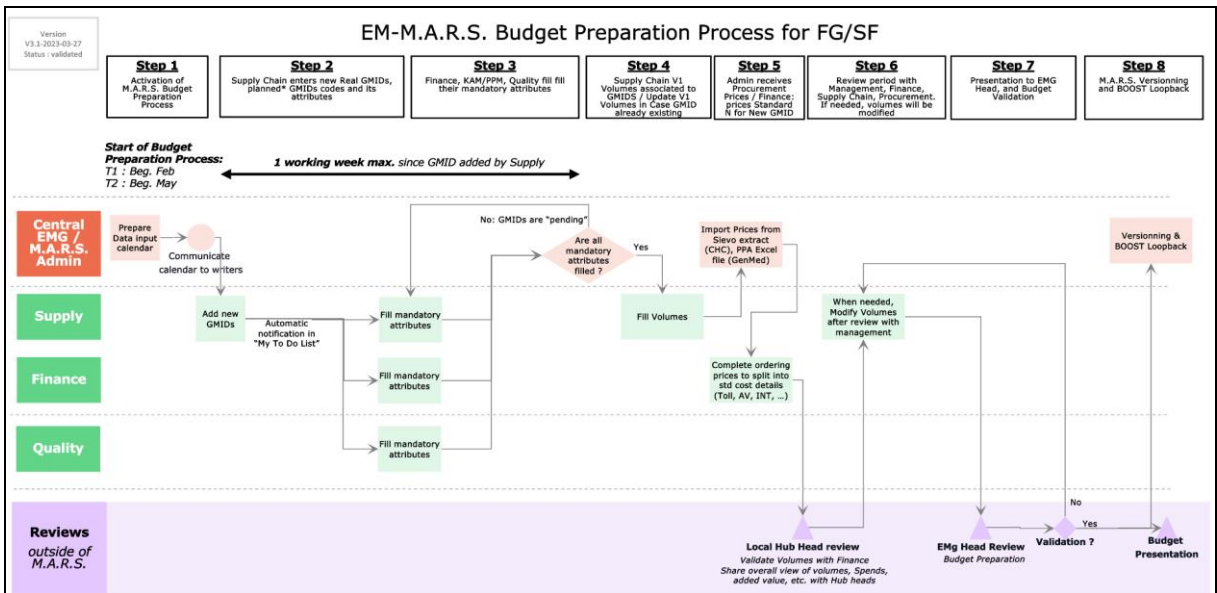 Version
V3.1-2023-03-27
Status : validated
EM-M.A.R.S. Budget Preparation Process for FG/SF
Step 1
Activation of
M.A.R.S. Budget
Preparation
Process
Step 2
Supply Chain enters new Real GMIDs,
planned* GMIDs codes and its
attributes
Step 3
Finance, KAM/PPM, Quality fill fill
their mandatory attributes
Step 4
Supply Chain V1
Volumes associated to
GMIDS / Update V1
Volumes in Case GMID
already existing
Step 5
Admin receives
Procurement
Prices / Finance:
prices Standard
N for New GMID
Step 6
Review period with
Management, Finance,
Supply Chain, Procurement.
If needed, volumes will be
modified
Step 7
Presentation to EMG
Head, and Budget
Validation
Step 8
M.A.R.S. Versionning
and BOOST Loopback
Start of Budget
Preparation Process:
T1 : Beg. Feb
T2 : Beg. May
1 working week max. since GMID added by Supply
Central
EMG /
M.A.R.S.
Admin
Prepare
Data input
calendar
Communicate
calendar to writers
No: GMIDs are "pending"
Are all
mandatory
attributes
filled ?
Yes
Import Prices from
Sievo extract
(CHC), PPA Excel
file (GenMed)
Versionning &
BOOST Loopback
Supply
Add new
GMIDs
Automatic
notification in
"My To Do List"
Fill mandatory
attributes
Fill Volumes
When needed,
Modify Volumes
after review with
management
Finance
Fill mandatory
attributes
Complete ordering
prices to split into
std cost details
(Toll, AV, INT, ...)
Quality
Fill mandatory
attributes
Reviews
outside of
M.A.R.S.
Local Hub Head review
Validate Volumes with Finance
Share overall view of volumes, Spends,
added value, etc. with Hub heads
EMg Head Review
Budget Preparation
Validation ?
No
Yes
Budget
Presentation